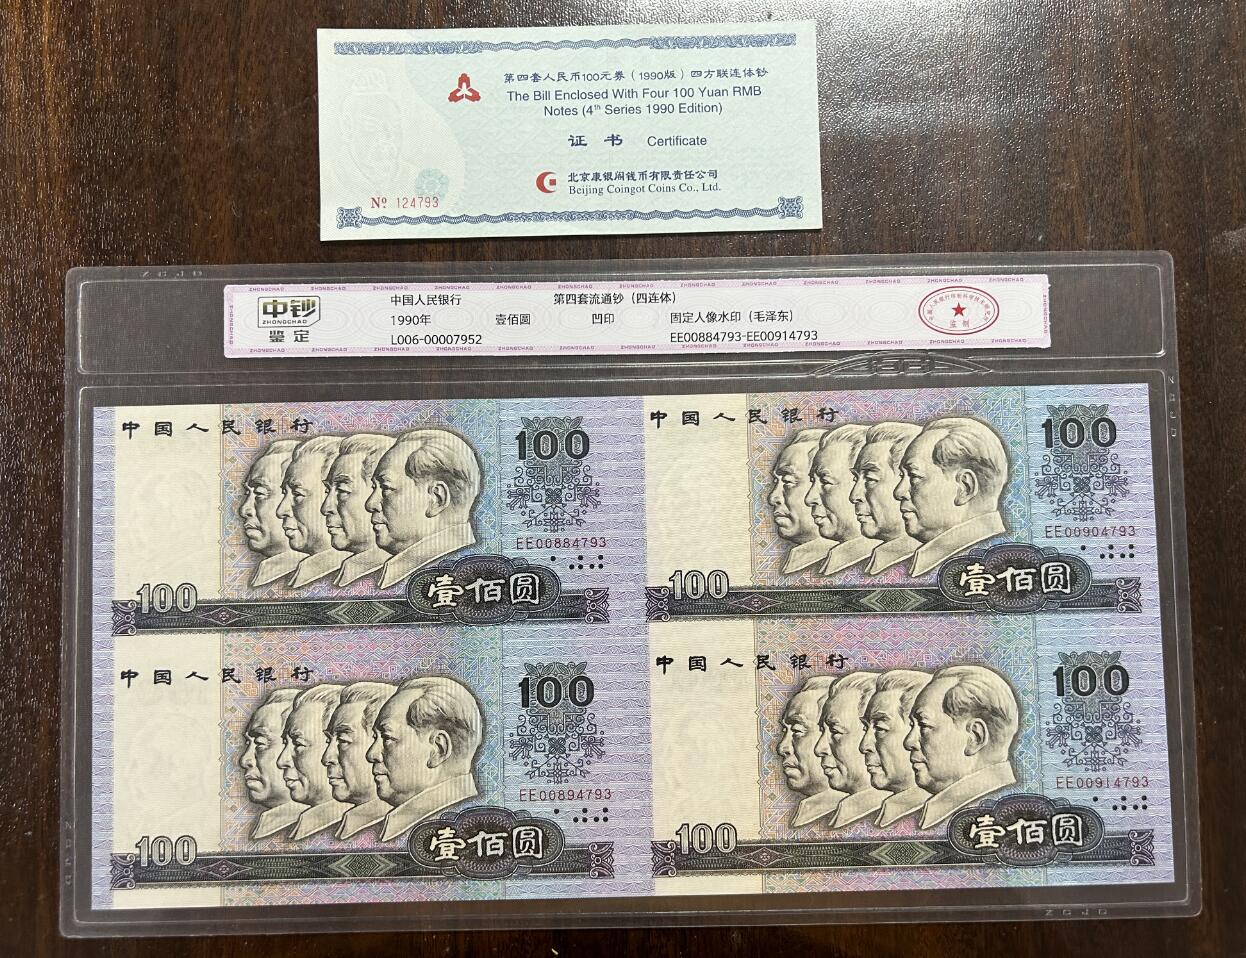 第四套人民币100元券（1990版）四方联连体钞
The Bill Enclosed With Four 100 Yuan RMB
Notes (4th Series 1990 Edition)
证 书 Certificate
北京康银阁钱币有限责任公司
Beijing Coingot Coins Co., Ltd.
Nº 124793
中钞
ZHONGCHAO
鉴定
中国人民银行 第四套流通钞（四连体）
1990年 壹佰圆 凹印 固定人像水印（毛泽东）
L006-00007952 EE00884793-EE00914793
监制
中国人民银行
100
EE00884793
100
壹佰圆
中国人民银行
100
EE00904793
100
壹佰圆
中国人民银行
100
EE00894793
100
壹佰圆
中国人民银行
100
EE00914793
100
壹佰圆
ZCJD
ZCJD
ZCJD